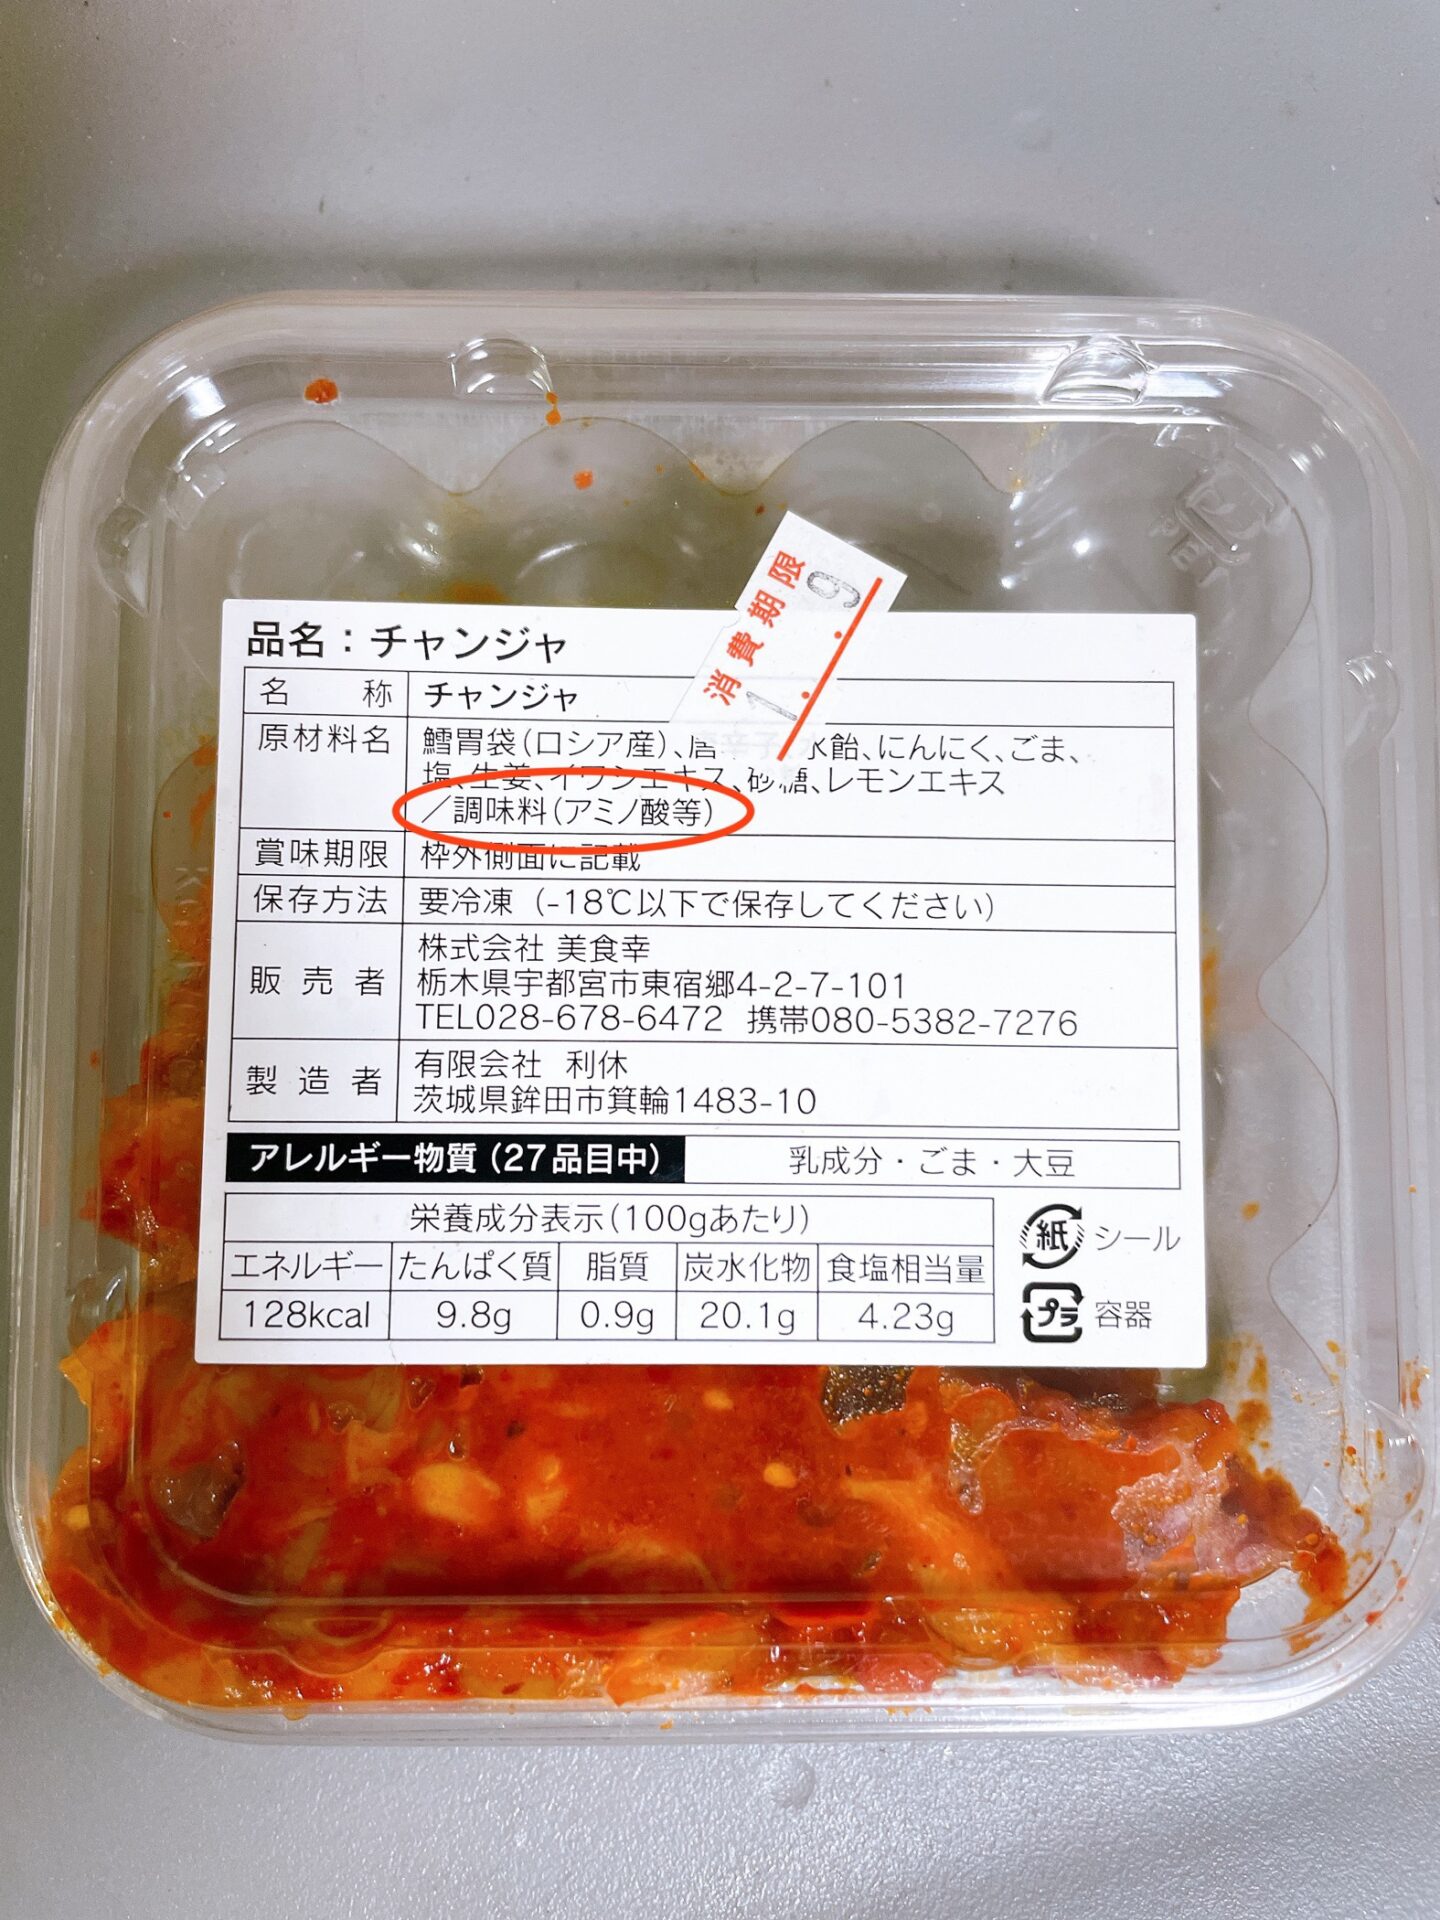 消費期限
1.9
品名：チャンジャ
名称 チャンジャ
原材料名 鱈胃袋（ロシア産）、唐辛子、水飴、にんにく、ごま、
塩、生姜、イワシエキス、砂糖、レモンエキス
／調味料（アミノ酸等）
賞味期限 枠外側面に記載
保存方法 要冷凍（-18℃以下で保存してください）
販売者 株式会社 美食幸
栃木県宇都宮市東宿郷4-2-7-101
TEL028-678-6472 携帯080-5382-7276
製造者 有限会社 利休
茨城県鉾田市箕輪1483-10
アレルギー物質（27品目中） 乳成分・ごま・大豆
栄養成分表示（100gあたり）
エネルギー たんぱく質 脂質 炭水化物 食塩相当量
128kcal 9.8g 0.9g 20.1g 4.23g
紙 シール
プラ 容器